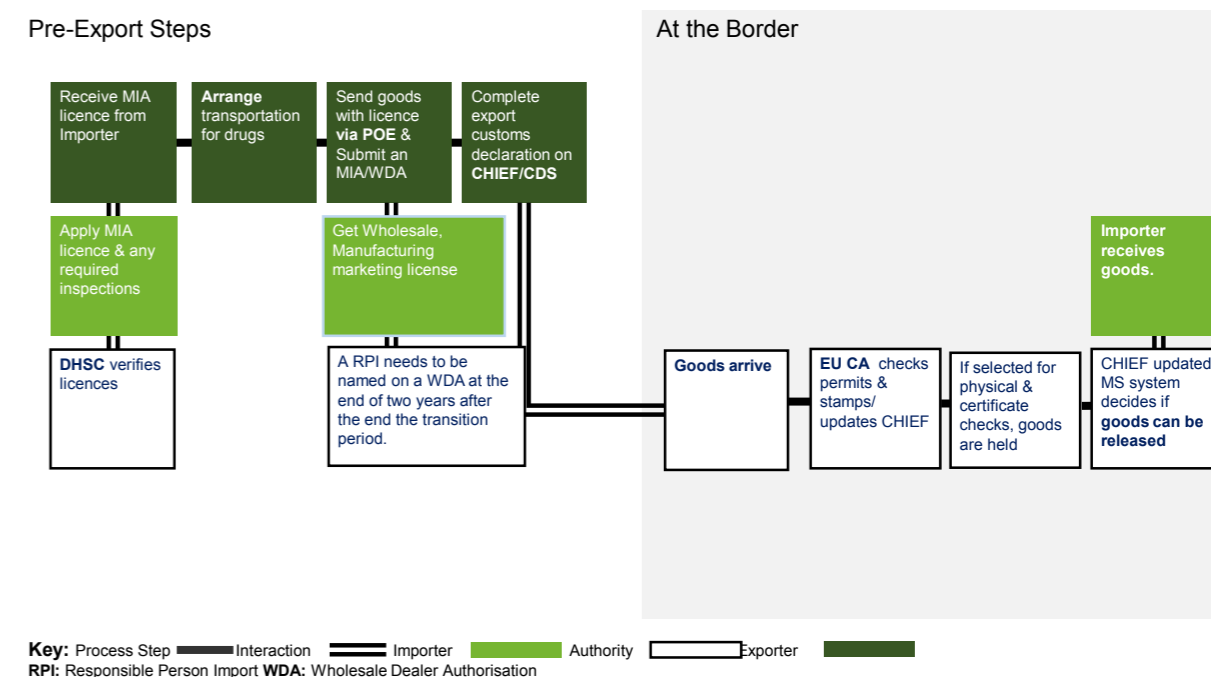 Pre-Export Steps
At the Border
Receive MIA
licence from
Importer
Arrange
transportation
for drugs
Send goods
with licence
via POE &
Submit an
MIA/WDA
Complete
export
customs
declaration on
CHIEF/CDS
Apply MIA
licence & any
required
inspections
Get Wholesale,
Manufacturing
marketing license
Importer
receives
goods.
DHSC verifies
licences
A RPI needs to be
named on a WDA at the
end of two years after
the end the transition
period.
Goods arrive
EU CA checks
permits &
stamps/
updates CHIEF
If selected for
physical &
certificate
checks, goods
are held
CHIEF updated
MS system
decides if
goods can be
released
Key: Process Step Interaction Importer Authority Exporter
RPI: Responsible Person Import WDA: Wholesale Dealer Authorisation